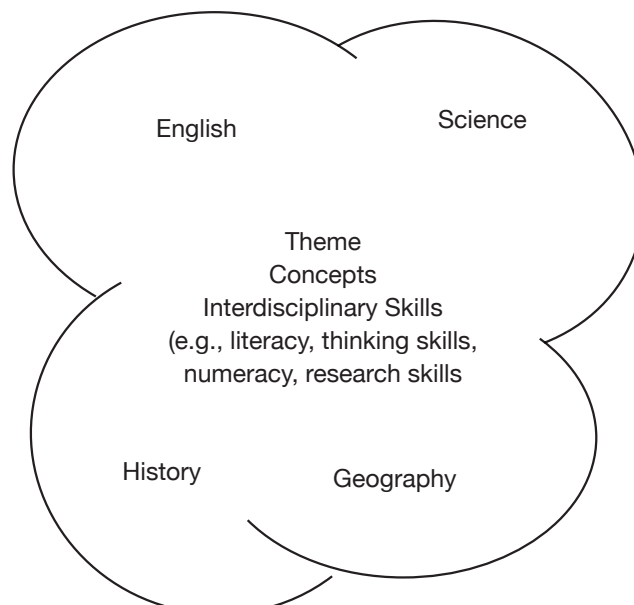 English
Science
Theme
Concepts
Interdisciplinary Skills
(e.g., literacy, thinking skills,
numeracy, research skills
History
Geography